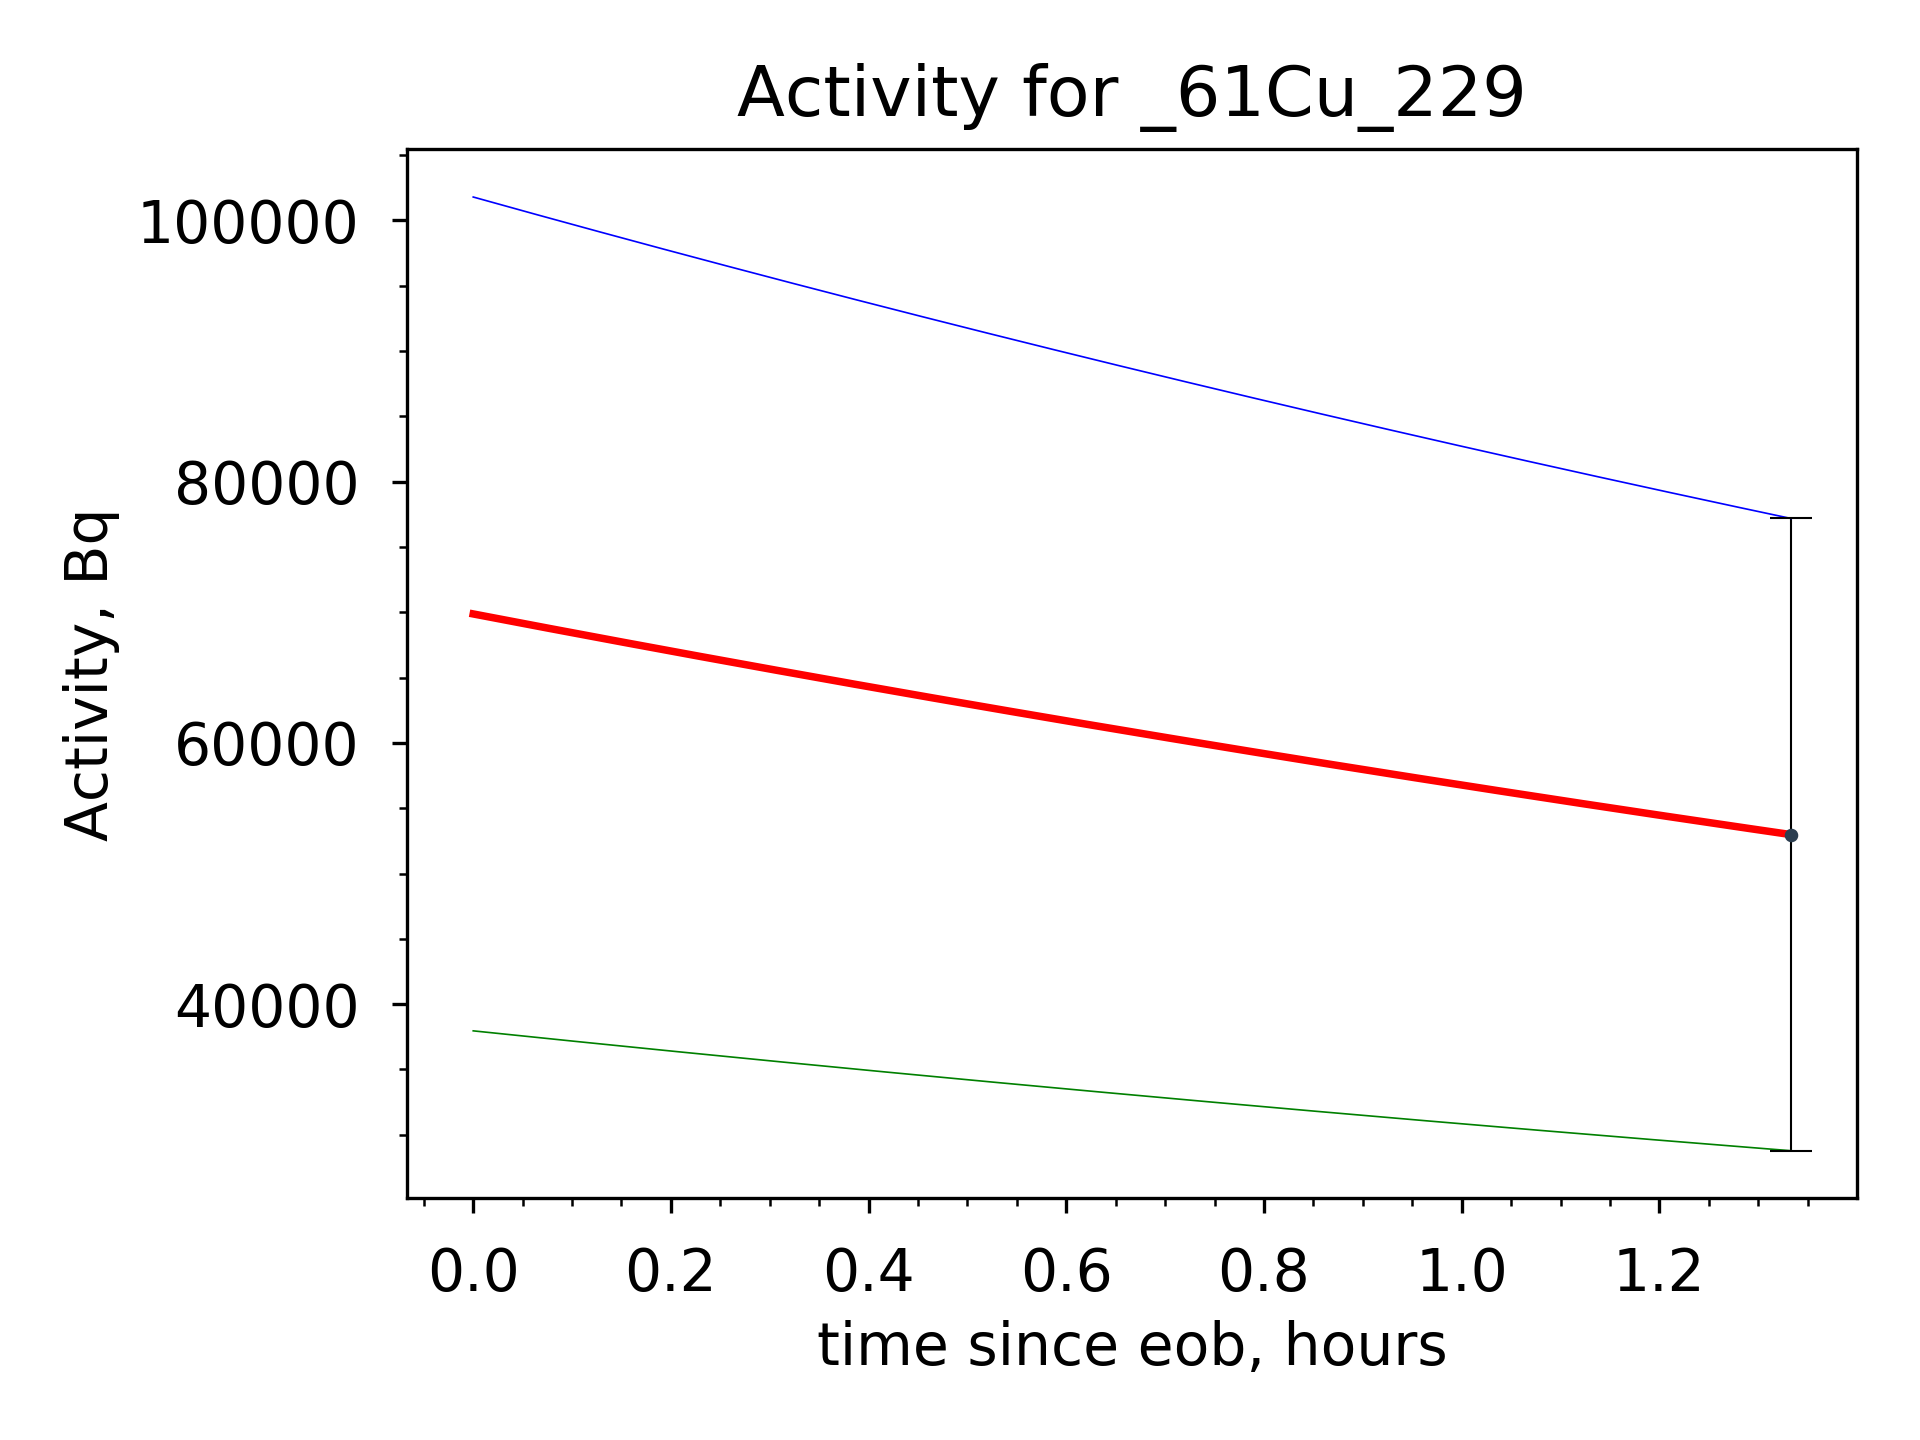 Activity for _61Cu_229
Activity, Bq
100000
80000
60000
40000
0.0 0.2 0.4 0.6 0.8 1.0 1.2
time since eob, hours